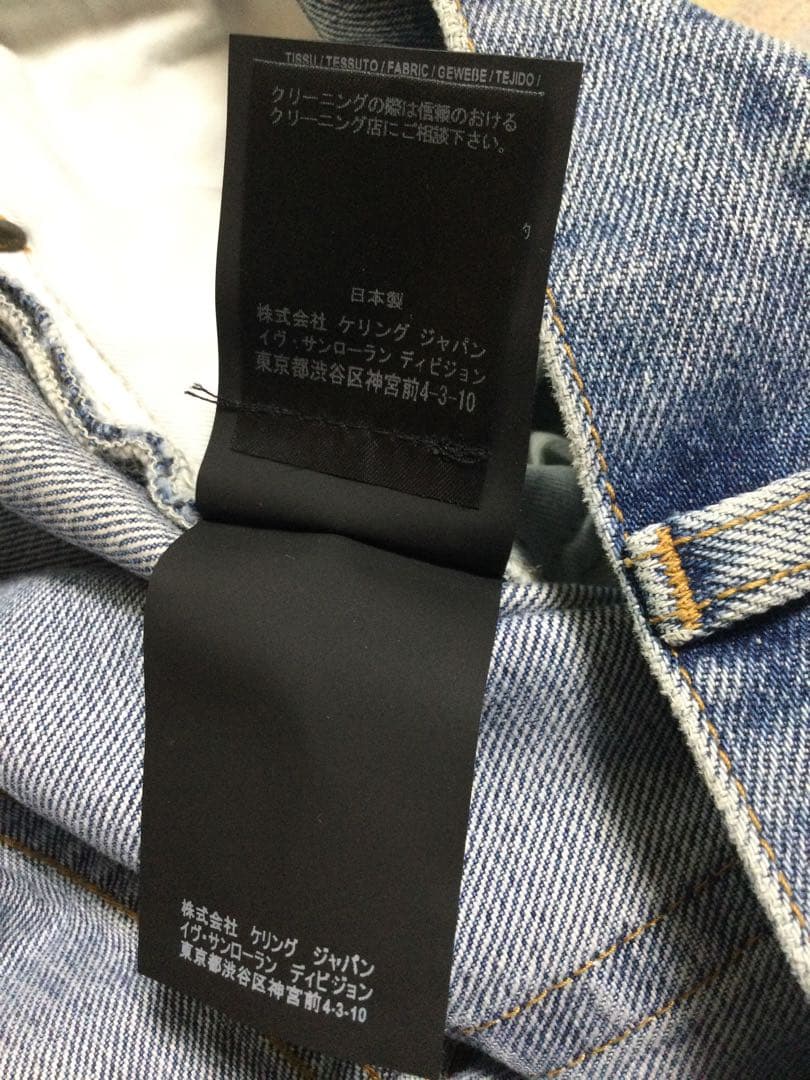 TISSU / TESSUTO / FABRIC / GEWEBE / TEJIDO /
クリーニングの際は信頼のおける
クリーニング店にご相談下さい。
日本製
株式会社 ケリング ジャパン
イヴ・サンローラン ディビジョン
東京都渋谷区神宮前4-3-10
株式会社 ケリング ジャパン
イヴ・サンローラン ディビジョン
東京都渋谷区神宮前4-3-10